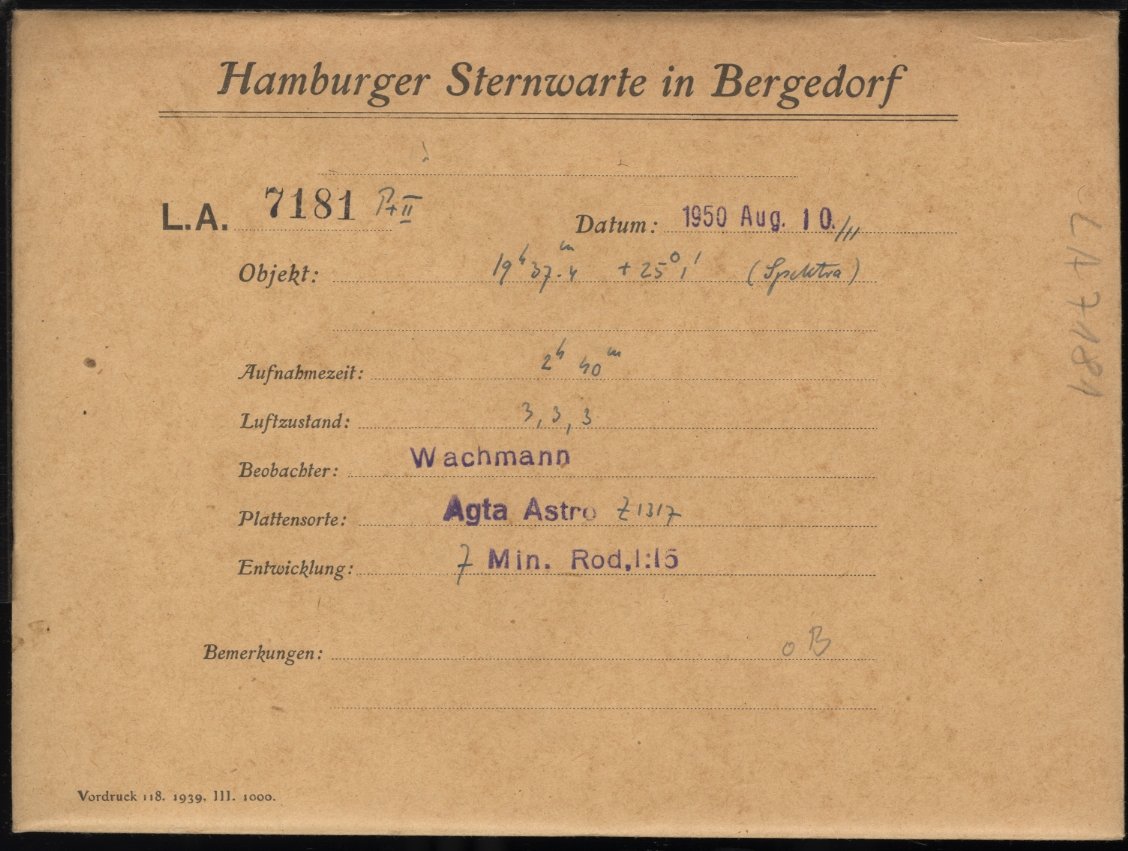 Hamburger Sternwarte in Bergedorf
L.A. 7181 P+II Datum: 1950 Aug. 10./11
Objekt: 19h 37.4m + 25° 1' (Spektra)
Aufnahmezeit: 2h 40m
Luftzustand: 3, 3, 3
Beobachter: Wachmann
Plattensorte: Agfa Astro Z1317
Entwicklung: 7 Min. Rod,1:15
Bemerkungen: oB
Vordruck 118. 1939. III. 1000.
LA 7181